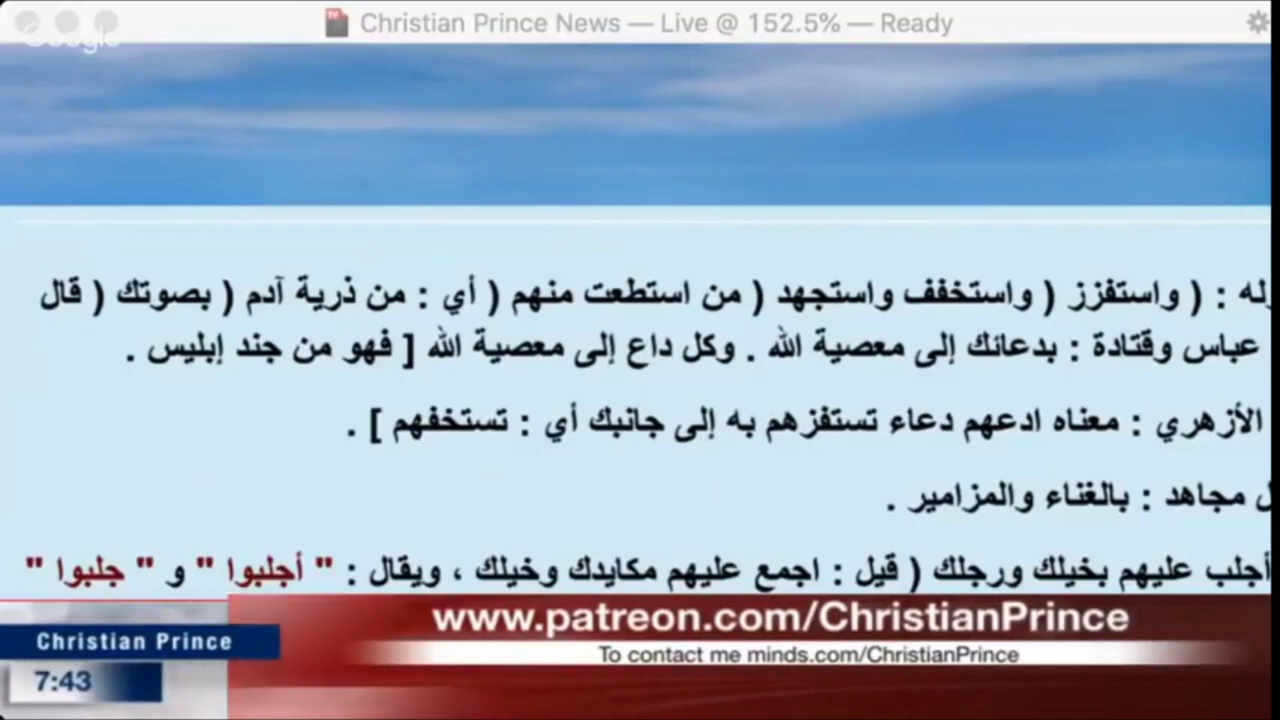 Christian Prince News — Live @ 152.5% — Ready
Google
له : ( واستفزز ( واستخفف واستجهد ( من استطعت منهم ( أي : من ذرية آدم ( بصوتك ( قال
عباس وقتادة : بدعائك إلى معصية الله . وكل داع إلى معصية الله [ فهو من جند إبليس .
الأزهري : معناه ادعهم دعاء تستفزهم به إلى جانبك أي : تستخفهم ] .
ل مجاهد : بالغناء والمزامير .
أجلب عليهم بخيلك ورجلك ( قيل : اجمع عليهم مكايدك وخيلك ، ويقال : " أجلبوا " و " جلبوا "
www.patreon.com/ChristianPrince
To contact me minds.com/ChristianPrince
Christian Prince
7:43